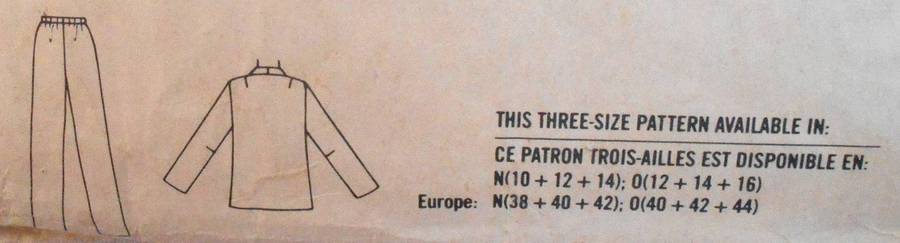 THIS THREE-SIZE PATTERN AVAILABLE IN:
CE PATRON TROIS-AILLES EST DISPONIBLE EN:
N(10 + 12 + 14); O(12 + 14 + 16)
Europe: N(38 + 40 + 42); O(40 + 42 + 44)